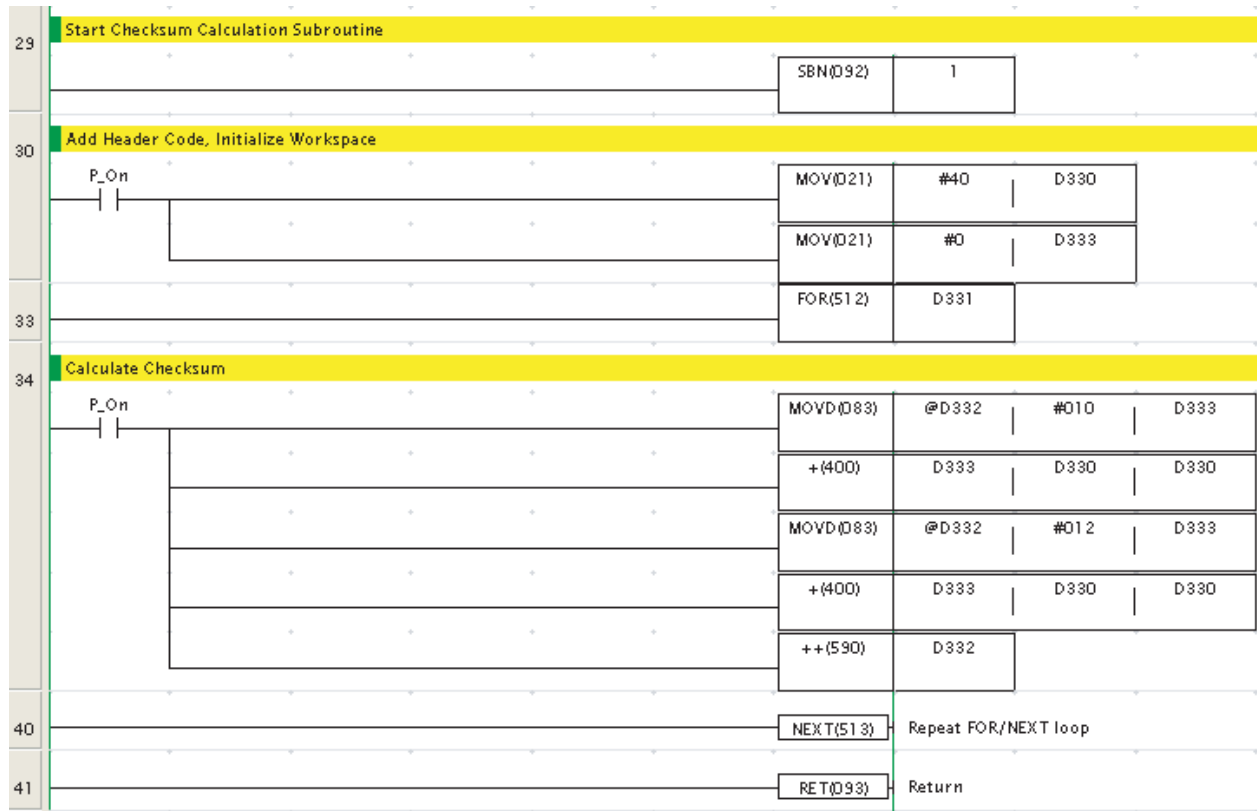 29
Start Checksum Calculation Subroutine
SBN(092) 1
30
Add Header Code, Initialize Workspace
P_On
MOV(021) #40 D330
MOV(021) #0 D333
33
FOR(512) D331
34
Calculate Checksum
P_On
MOVD(083) @D332 #010 D333
+(400) D333 D330 D330
MOVD(083) @D332 #012 D333
+(400) D333 D330 D330
++(590) D332
40
NEXT(513) Repeat FOR/NEXT loop
41
RET(093) Return